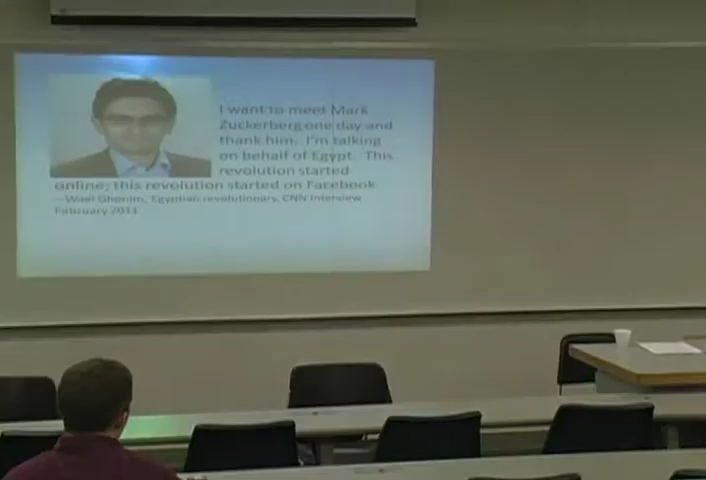 I want to meet Mark
Zuckerberg one day and
thank him. I'm talking
on behalf of Egypt. This
revolution started
online; this revolution started on Facebook
– Wael Ghonim, Egyptian revolutionary, CNN Interview
February 2011